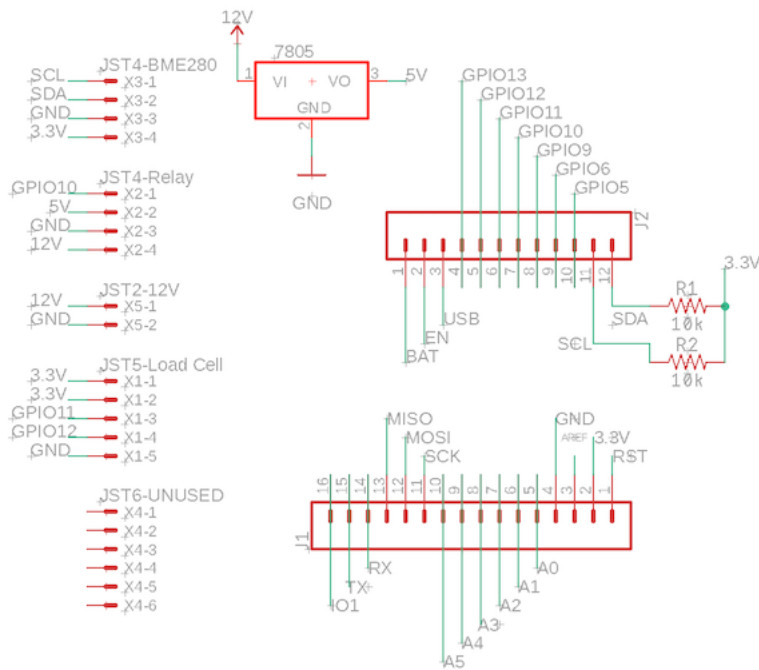 12V
7805
1
VI
VO
3
5V
GND
2
GND
JST4-BME280
SCL
X3-1
SDA
X3-2
GND
X3-3
3.3V
X3-4
JST4-Relay
GPIO10
X2-1
5V
X2-2
GND
X2-3
12V
X2-4
JST2-12V
12V
X5-1
GND
X5-2
JST5-Load Cell
3.3V
X1-1
3.3V
X1-2
GPIO11
X1-3
GPIO12
X1-4
GND
X1-5
JST6-UNUSED
X4-1
X4-2
X4-3
X4-4
X4-5
X4-6
GPIO13
GPIO12
GPIO11
GPIO10
GPIO9
GPIO6
GPIO5
J2
1
2
3
4
5
6
7
8
9
10
11
12
USB
EN
BAT
SCL
SDA
R1
10k
R2
10k
3.3V
MISO
MOSI
SCK
GND
AREF
3.3V
RST
16
15
14
13
12
11
10
9
8
7
6
5
4
3
2
1
J1
RX
TX
IO1
A0
A1
A2
A3
A4
A5